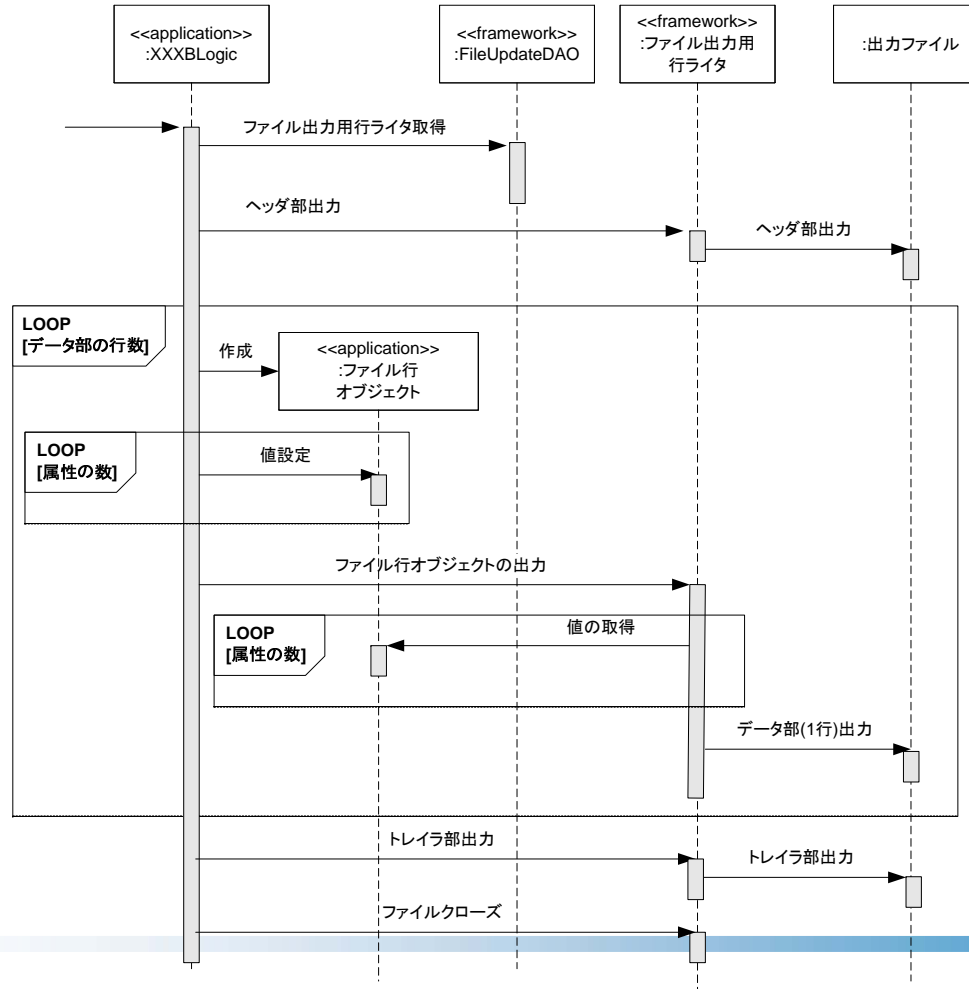 <<application>>
:XXXBLogic
<<framework>>
:FileUpdateDAO
<<framework>>
:ファイル出力用
行ライタ
:出力ファイル
ファイル出力用行ライタ取得
ヘッダ部出力
ヘッダ部出力
LOOP
[データ部の行数]
作成
<<application>>
:ファイル行
オブジェクト
LOOP
[属性の数]
値設定
ファイル行オブジェクトの出力
LOOP
[属性の数]
値の取得
データ部(1行)出力
トレイラ部出力
トレイラ部出力
ファイルクローズ